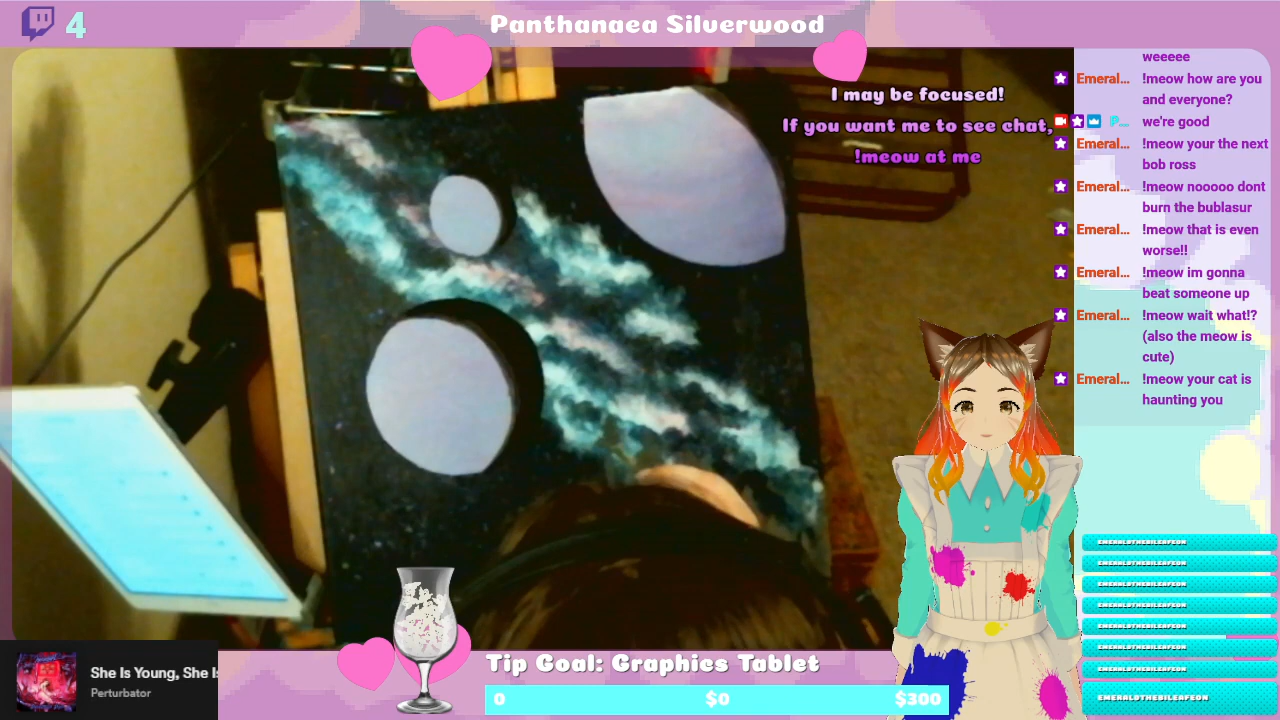 4
Panthanaea Silverwood
I may be focused!
If you want me to see chat,
!meow at me
weeeee
Emeral... !meow how are you
and everyone?
P... we're good
Emeral... !meow your the next
bob ross
Emeral... !meow nooooo dont
burn the bublasur
Emeral... !meow that is even
worse!!
Emeral... !meow im gonna
beat someone up
Emeral... !meow wait what!?
(also the meow is
cute)
Emeral... !meow your cat is
haunting you
EMERALDTHEGILEAFEON
She Is Young, She Is
Perturbator
Tip Goal: Graphics Tablet
0 $0 $300